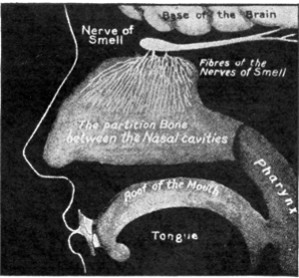 Base of the Brain
Nerve of
Smell
Fibres of the
Nerves of Smell
The partition Bone
between the Nasal cavities
Pharynx
Roof of the Mouth
Tongue